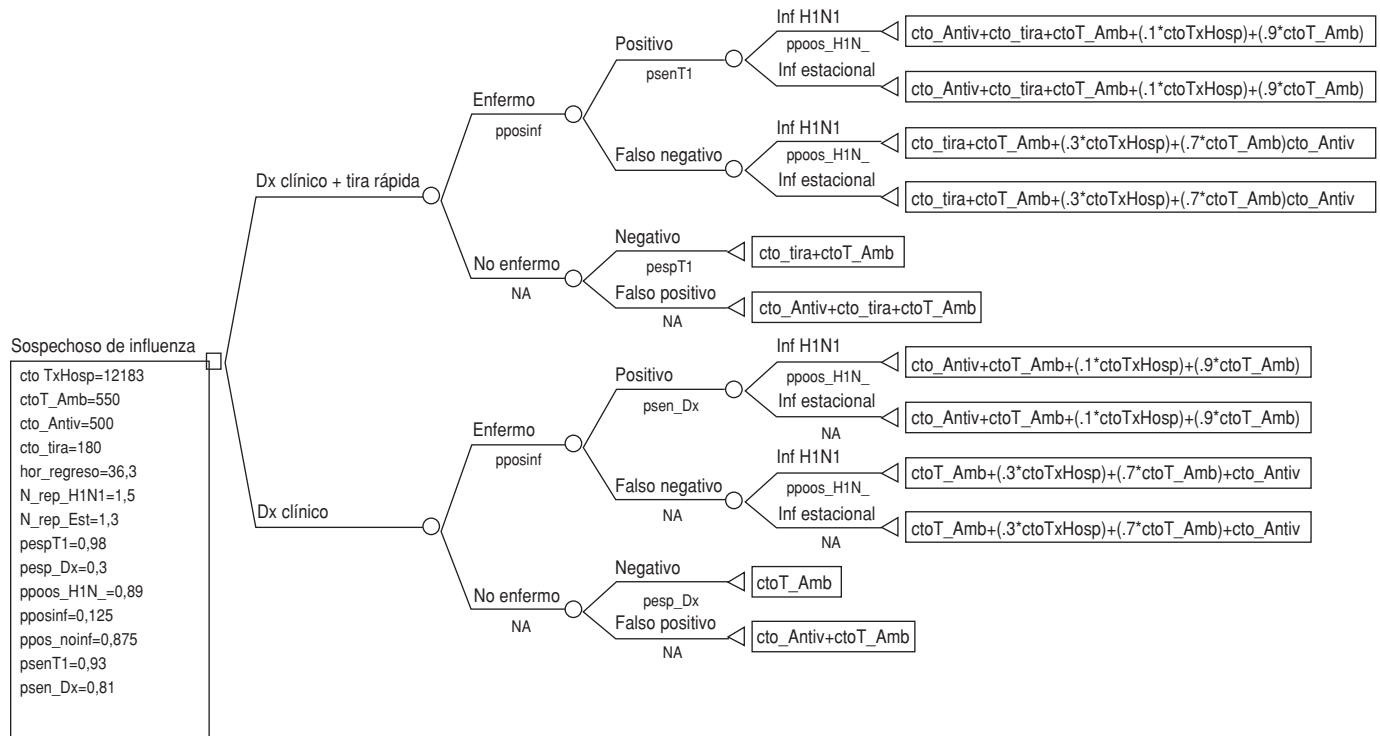 Inf H1N1
cto_Antiv+cto_tira+ctoT_Amb+(.1*ctoTxHosp)+(.9*ctoT_Amb)
Positivo
ppoos_H1N_
psenT1
Inf estacional
cto_Antiv+cto_tira+ctoT_Amb+(.1*ctoTxHosp)+(.9*ctoT_Amb)
Enfermo
pposinf
Inf H1N1
cto_tira+ctoT_Amb+(.3*ctoTxHosp)+(.7*ctoT_Amb)cto_Antiv
Falso negativo
ppoos_H1N_
Inf estacional
cto_tira+ctoT_Amb+(.3*ctoTxHosp)+(.7*ctoT_Amb)cto_Antiv
Dx clínico + tira rápida
Negativo
cto_tira+ctoT_Amb
No enfermo
pespT1
NA
Falso positivo
cto_Antiv+cto_tira+ctoT_Amb
NA
Sospechoso de influenza
cto TxHosp=12183
ctoT_Amb=550
cto_Antiv=500
cto_tira=180
hor_regreso=36,3
N_rep_H1N1=1,5
N_rep_Est=1,3
pespT1=0,98
pesp_Dx=0,3
ppoos_H1N_=0,89
pposinf=0,125
ppos_noinf=0,875
psenT1=0,93
psen_Dx=0,81
Inf H1N1
cto_Antiv+ctoT_Amb+(.1*ctoTxHosp)+(.9*ctoT_Amb)
Positivo
ppoos_H1N_
psen_Dx
Inf estacional
cto_Antiv+ctoT_Amb+(.1*ctoTxHosp)+(.9*ctoT_Amb)
NA
Enfermo
pposinf
Inf H1N1
ctoT_Amb+(.3*ctoTxHosp)+(.7*ctoT_Amb)+cto_Antiv
Falso negativo
ppoos_H1N_
NA
Inf estacional
ctoT_Amb+(.3*ctoTxHosp)+(.7*ctoT_Amb)+cto_Antiv
NA
Dx clínico
Negativo
ctoT_Amb
No enfermo
pesp_Dx
NA
Falso positivo
cto_Antiv+ctoT_Amb
NA